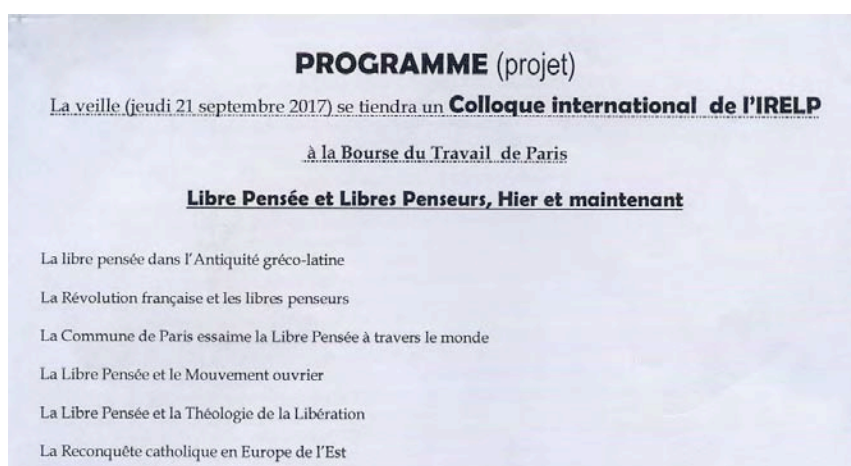 PROGRAMME (projet)
La veille (jeudi 21 septembre 2017) se tiendra un Colloque international de l'IRELP
à la Bourse du Travail de Paris
Libre Pensée et Libres Penseurs, Hier et maintenant
La libre pensée dans l'Antiquité gréco-latine
La Révolution française et les libres penseurs
La Commune de Paris essaime la Libre Pensée à travers le monde
La Libre Pensée et le Mouvement ouvrier
La Libre Pensée et la Théologie de la Libération
La Reconquête catholique en Europe de l'Est